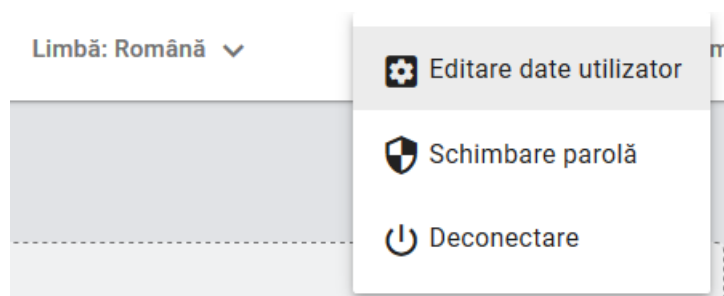 Limbă: Română
Editare date utilizator
Schimbare parolă
Deconectare